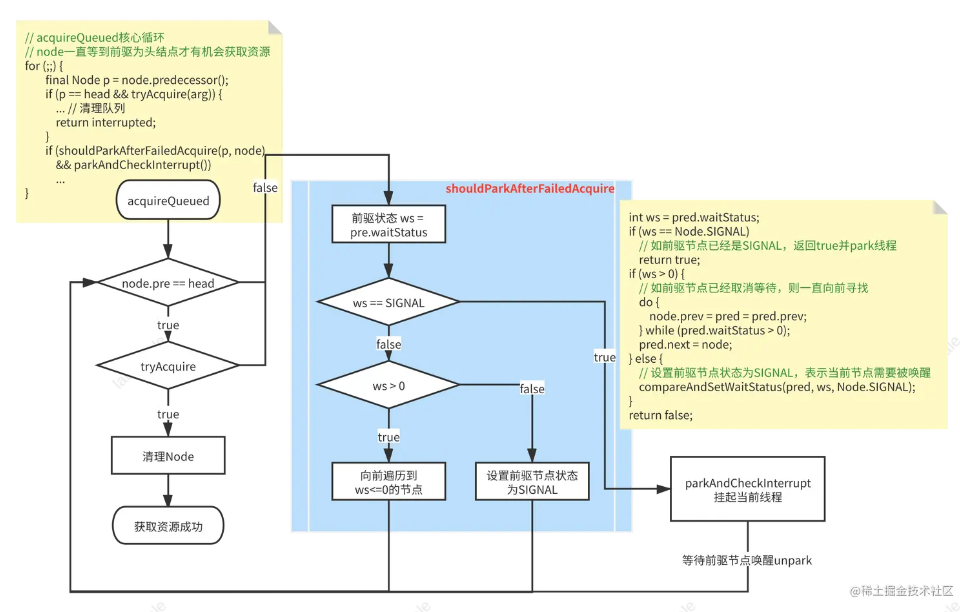 // acquireQueued核心循环
// node一直等到前驱为头结点才有机会获取资源
for (;;) {
final Node p = node.predecessor();
if (p == head && tryAcquire(arg)) {
... // 清理队列
return interrupted;
}
if (shouldParkAfterFailedAcquire(p, node)
&& parkAndCheckInterrupt())
...
}
acquireQueued
node.pre == head
true
false
tryAcquire
true
清理Node
获取资源成功
shouldParkAfterFailedAcquire
前驱状态 ws =
pre.waitStatus
ws == SIGNAL
false
true
ws > 0
false
true
向前遍历到
ws<=0的节点
设置前驱节点状态
为SIGNAL
int ws = pred.waitStatus;
if (ws == Node.SIGNAL)
// 如前驱节点已经是SIGNAL，返回true并park线程
return true;
if (ws > 0) {
// 如前驱节点已经取消等待，则一直向前寻找
do {
node.prev = pred = pred.prev;
} while (pred.waitStatus > 0);
pred.next = node;
} else {
// 设置前驱节点状态为SIGNAL，表示当前节点需要被唤醒
compareAndSetWaitStatus(pred, ws, Node.SIGNAL);
}
return false;
parkAndCheckInterrupt
挂起当前线程
等待前驱节点唤醒unpark
@稀土掘金技术社区